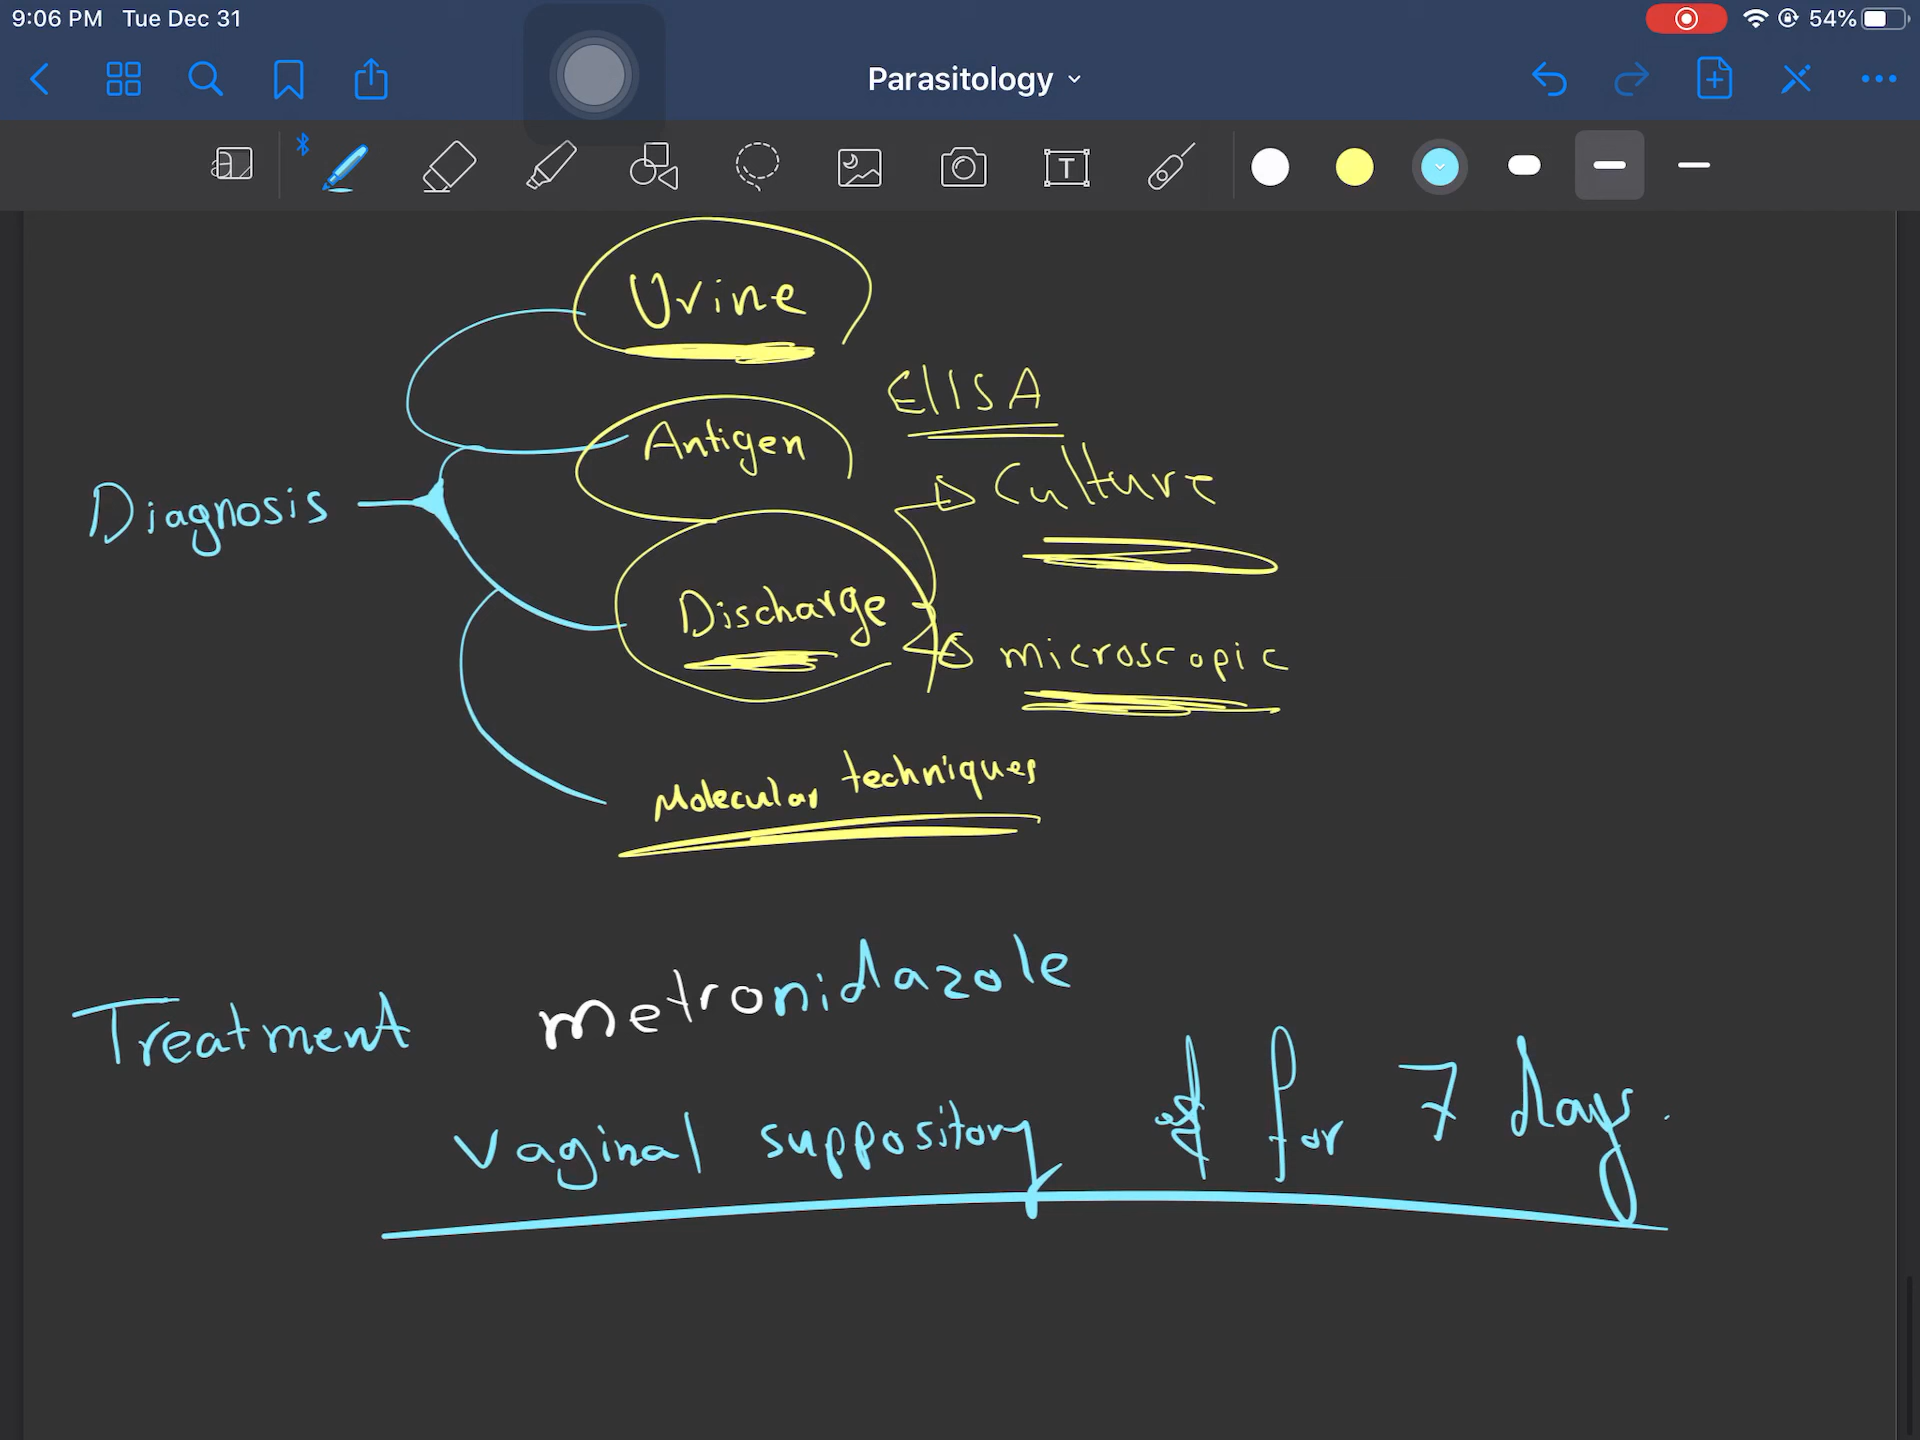 9:06 PM Tue Dec 31
54%
Parasitology
Urine
ElISA
Antigen
Culture
Diagnosis
Discharge
microscopic
Molecular techniques
Treatment metronidazole
vaginal suppository for 7 days.